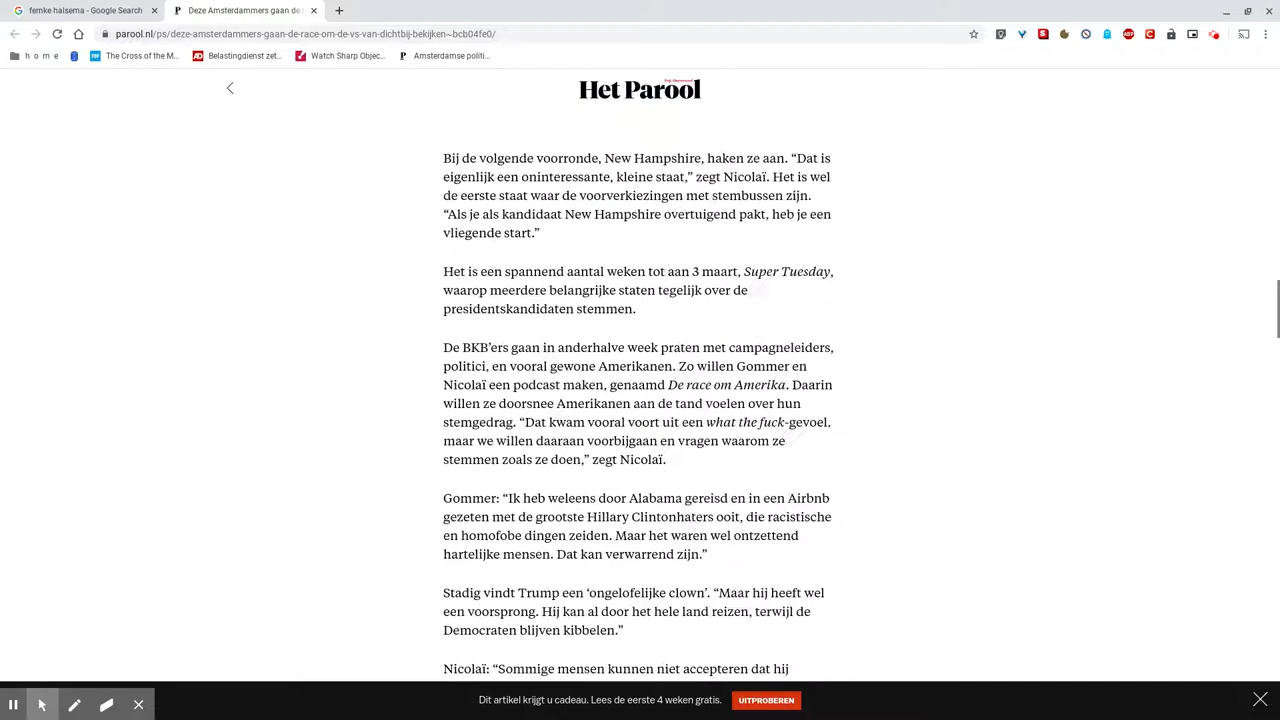 femke halsema - Google Search
Deze Amsterdammers gaan de
parool.nl/ps/deze-amsterdammers-gaan-de-race-om-de-vs-van-dichtbij-bekijken~bcb04fe0/
h o m e
The Cross of the M...
Belastingdienst zet...
Watch Sharp Objec...
Amsterdamse politi...
Het Parool
Bij de volgende voorronde, New Hampshire, haken ze aan. “Dat is
eigenlijk een oninteressante, kleine staat,” zegt Nicolaï. Het is wel
de eerste staat waar de voorverkiezingen met stembussen zijn.
“Als je als kandidaat New Hampshire overtuigend pakt, heb je een
vliegende start.”
Het is een spannend aantal weken tot aan 3 maart, Super Tuesday,
waarop meerdere belangrijke staten tegelijk over de
presidentskandidaten stemmen.
De BKB’ers gaan in anderhalve week praten met campagneleiders,
politici, en vooral gewone Amerikanen. Zo willen Gommer en
Nicolaï een podcast maken, genaamd De race om Amerika. Daarin
willen ze doorsnee Amerikanen aan de tand voelen over hun
stemgedrag. “Dat kwam vooral voort uit een what the fuck-gevoel,
maar we willen daaraan voorbijgaan en vragen waarom ze
stemmen zoals ze doen,” zegt Nicolaï.
Gommer: “Ik heb weleens door Alabama gereisd en in een Airbnb
gezeten met de grootste Hillary Clintonhaters ooit, die racistische
en homofobe dingen zeiden. Maar het waren wel ontzettend
hartelijke mensen. Dat kan verwarrend zijn.”
Stadig vindt Trump een ‘ongelofelijke clown’. “Maar hij heeft wel
een voorsprong. Hij kan al door het hele land reizen, terwijl de
Democraten blijven kibbelen.”
Nicolaï: “Sommige mensen kunnen niet accepteren dat hij
Dit artikel krijgt u cadeau. Lees de eerste 4 weken gratis.
UITPROBEREN